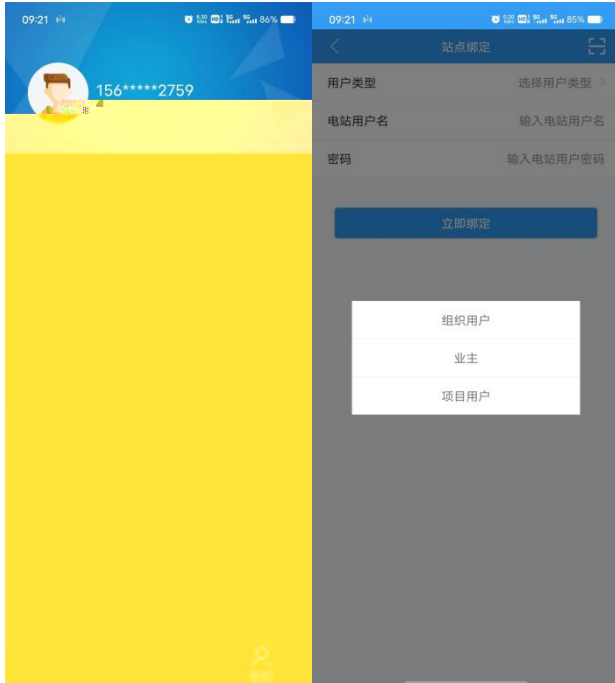 09:21
86%
156*****2759
09:21
85%
站点绑定
用户类型 选择用户类型
电站用户名 输入电站用户名
密码 输入电站用户密码
立即绑定
组织用户
业主
项目用户